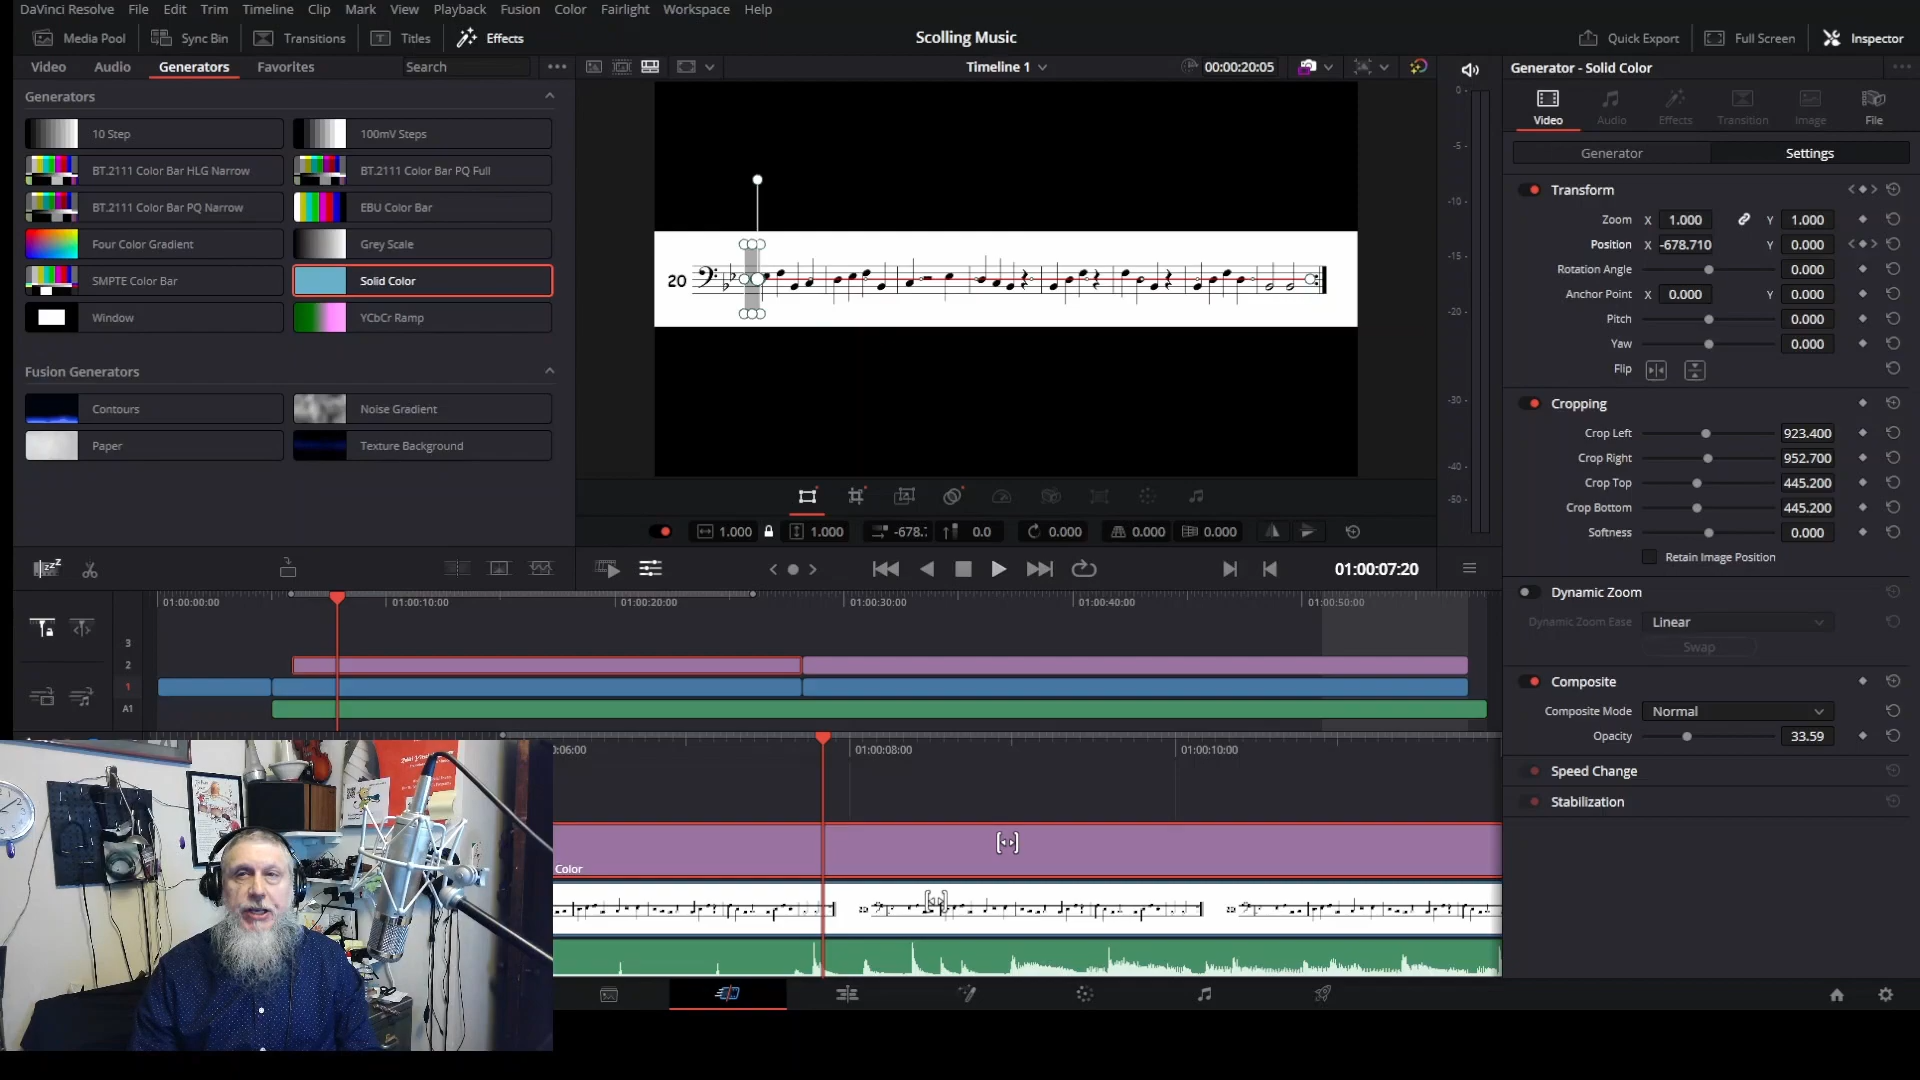 DaVinci Resolve File Edit Trim Timeline Clip Mark View Playback Fusion Color Fairlight Workspace Help
Media Pool Sync Bin Transitions Titles Effects
Scolling Music
Quick Export Full Screen Inspector
Video Audio Generators Favorites Search
Timeline 1
00:00:20:05
Generator - Solid Color
Generators
10 Step 100mV Steps
BT.2111 Color Bar HLG Narrow BT.2111 Color Bar PQ Full
BT.2111 Color Bar PQ Narrow EBU Color Bar
Four Color Gradient Grey Scale
SMPTE Color Bar Solid Color
Window YCbCr Ramp
Fusion Generators
Contours Noise Gradient
Paper Texture Background
20
0
-5
-10
-15
-20
-30
-40
-50
Video Audio Effects Transition Image File
Generator Settings
Transform
Zoom X 1.000 Y 1.000
Position X -678.710 Y 0.000
Rotation Angle 0.000
Anchor Point X 0.000 Y 0.000
Pitch 0.000
Yaw 0.000
Flip
Cropping
Crop Left 923.400
Crop Right 952.700
Crop Top 445.200
Crop Bottom 445.200
Softness 0.000
Retain Image Position
Dynamic Zoom
Dynamic Zoom Ease Linear
Swap
Composite
Composite Mode Normal
Opacity 33.59
Speed Change
Stabilization
1.000 1.000 -678.: 0.0 0.000 0.000 0.000
01:00:07:20
01:00:00:00 01:00:10:00 01:00:20:00 01:00:30:00 01:00:40:00 01:00:50:00
3
2
1
A1
0:06:00 01:00:08:00 01:00:10:00
Color